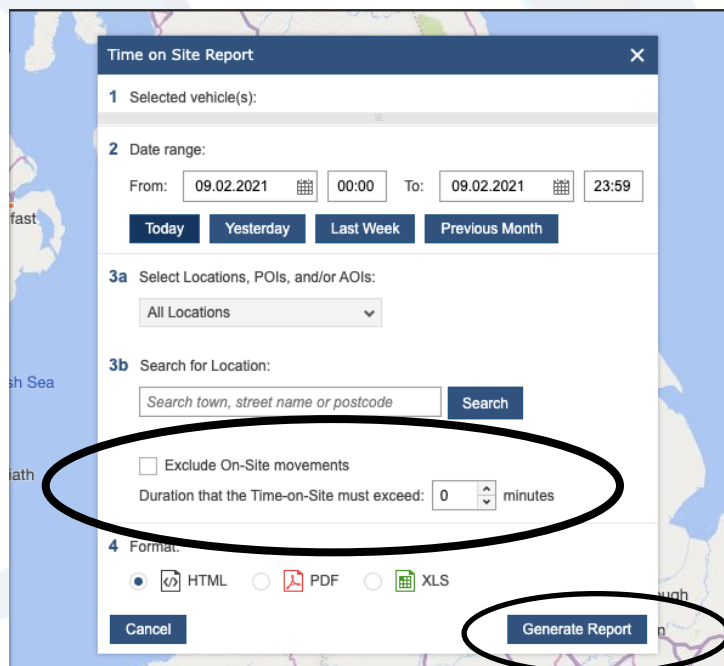 Time on Site Report
1 Selected vehicle(s):
2 Date range:
From: 09.02.2021 00:00 To: 09.02.2021 23:59
Today Yesterday Last Week Previous Month
fast
3a Select Locations, POIs, and/or AOIs:
All Locations
3b Search for Location:
sh Sea
Search town, street name or postcode Search
Exclude On-Site movements
iath
Duration that the Time-on-Site must exceed: 0 minutes
4 Format:
HTML PDF XLS
ough
Cancel Generate Report n